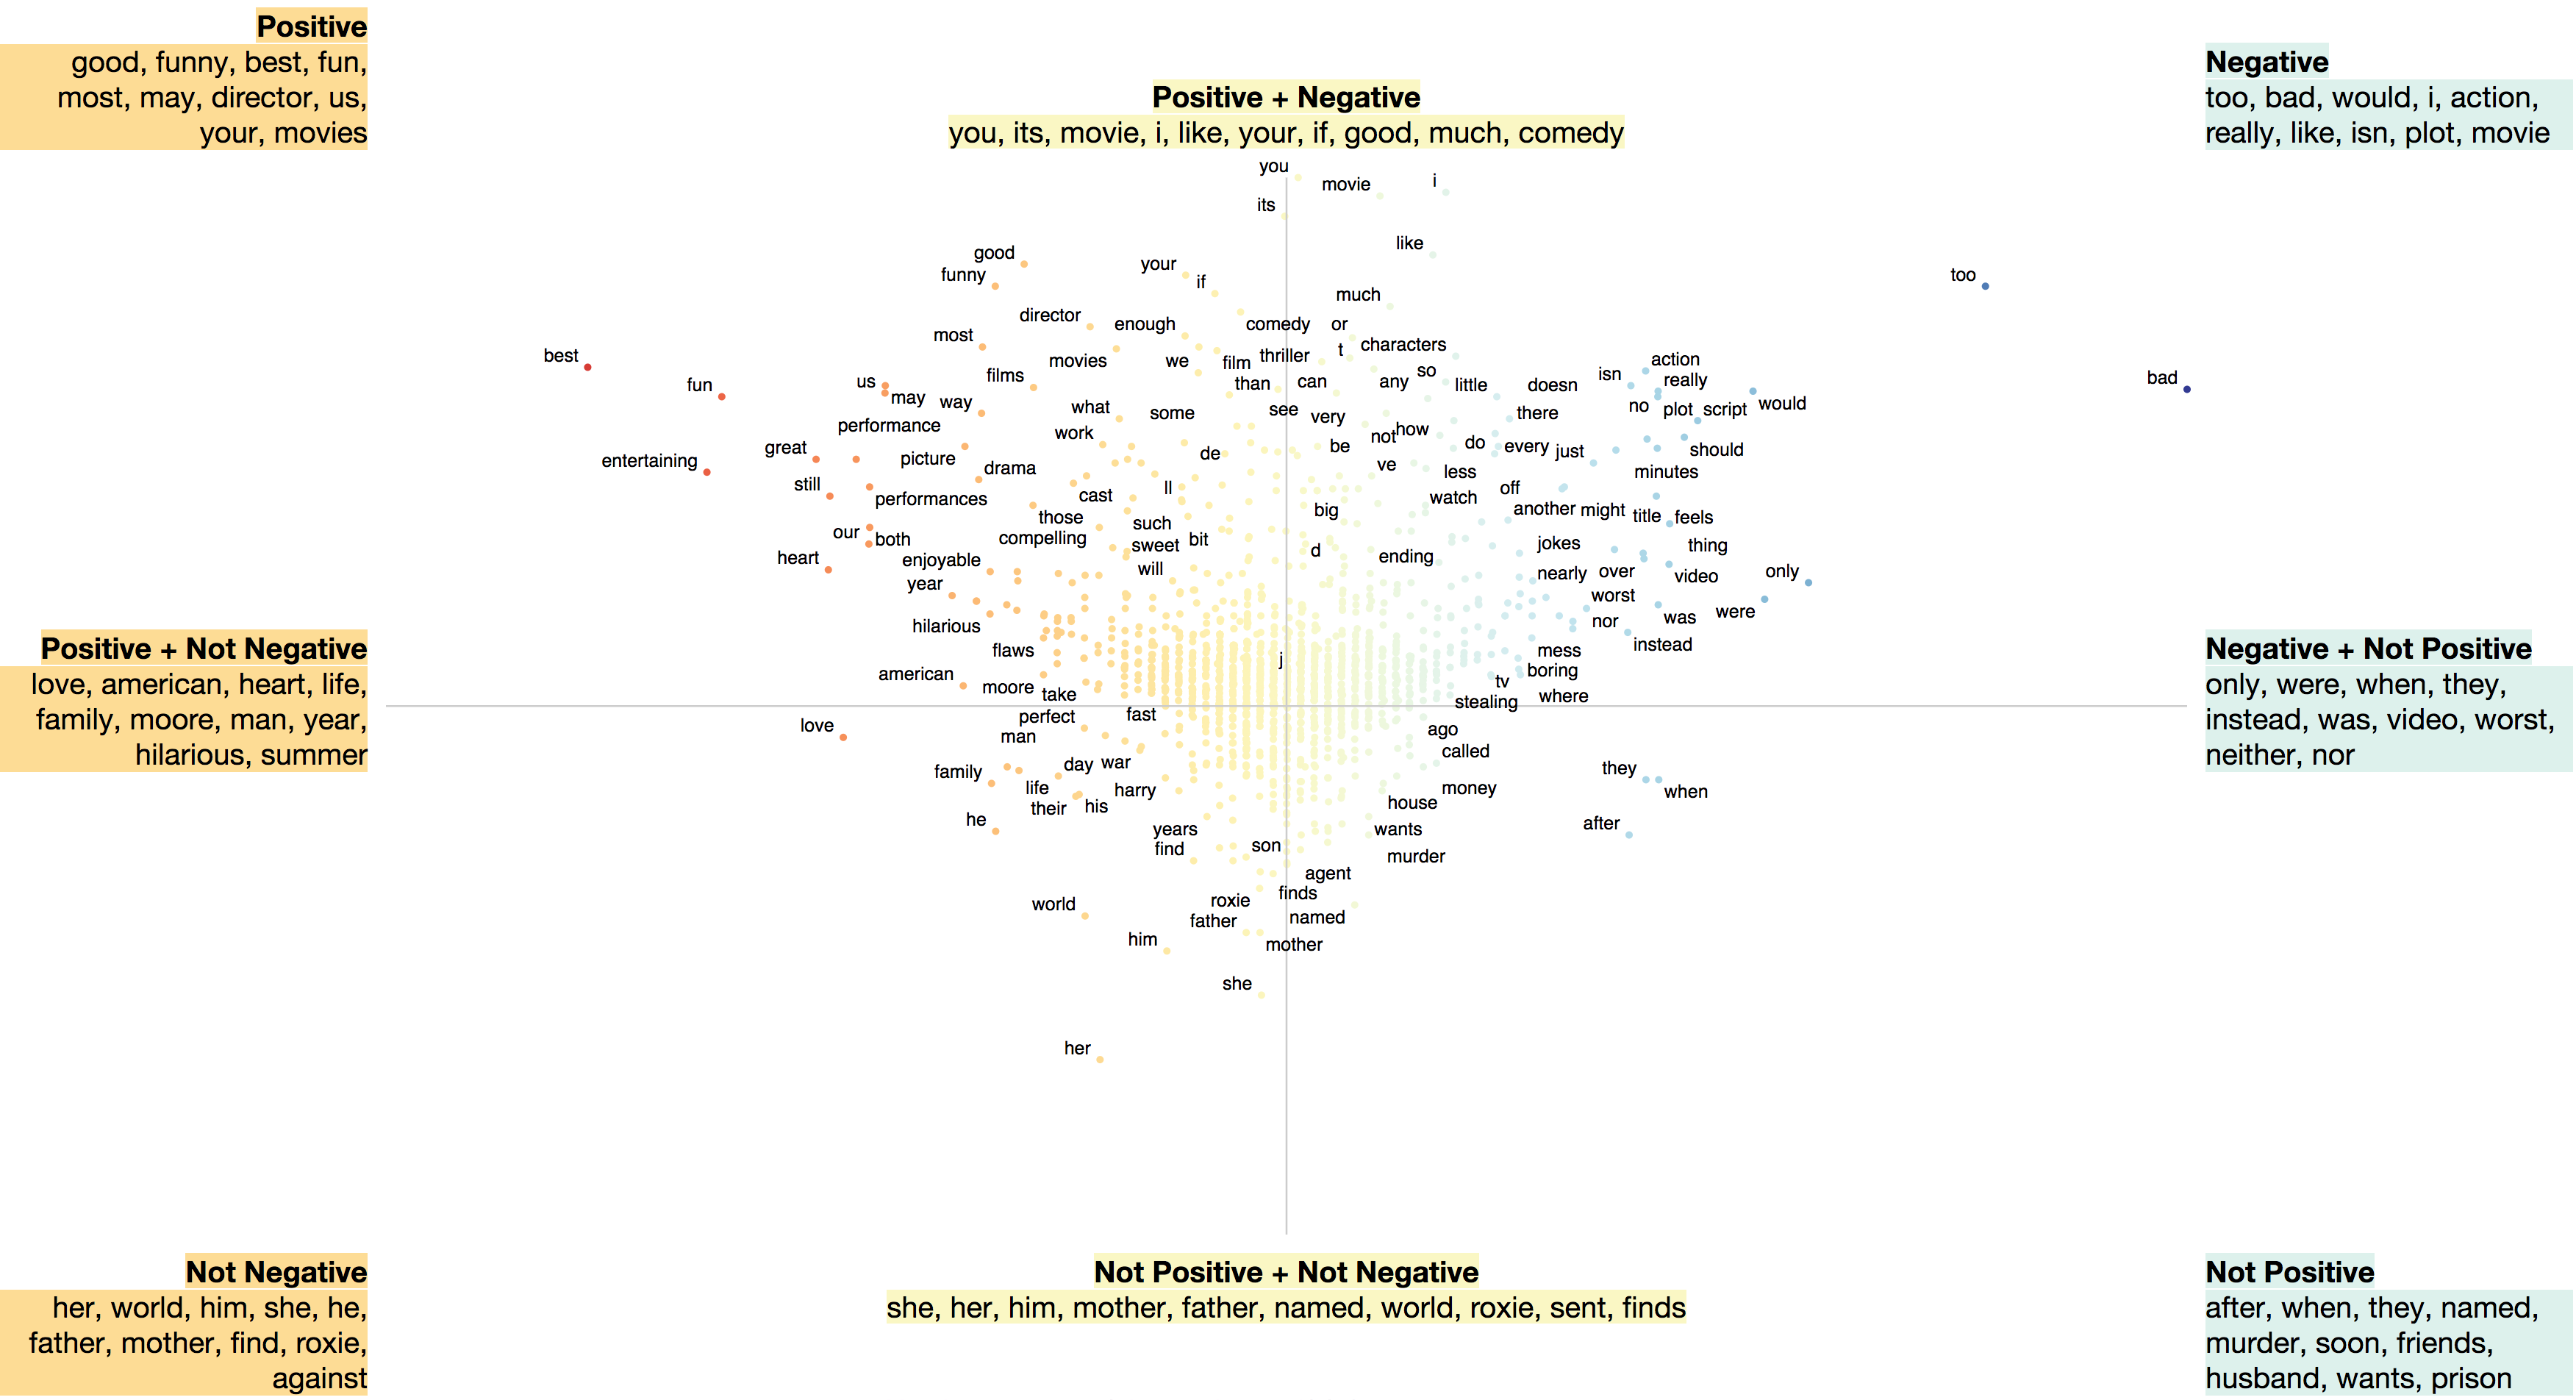 Positive
good, funny, best, fun,
most, may, director, us,
your, movies
Positive + Negative
you, its, movie, i, like, your, if, good, much, comedy
Negative
too, bad, would, i, action,
really, like, isn, plot, movie
you
movie
i
its
like
good
funny
your
if
too
much
director
enough
comedy
or
most
characters
best
movies
we
film
thriller
t
action
us
films
than
can
any
so
little
doesn
isn
really
bad
fun
may
way
what
some
see
very
there
no
plot
script
would
performance
work
not
how
great
picture
drama
de
be
do
every
just
should
entertaining
ve
less
minutes
still
performances
cast
ll
watch
off
those
such
big
another
might
title
feels
our
both
compelling
sweet
bit
d
ending
jokes
thing
heart
enjoyable
will
nearly
over
video
only
year
worst
were
hilarious
nor
was
flaws
j
mess
instead
american
moore
take
tv
boring
stealing
where
Positive + Not Negative
love, american, heart, life,
family, moore, man, year,
hilarious, summer
Negative + Not Positive
only, were, when, they,
instead, was, video, worst,
neither, nor
love
perfect
fast
man
ago
called
family
day
war
they
life
harry
money
when
their
his
house
he
years
wants
after
find
son
murder
agent
world
roxie
finds
father
named
him
mother
she
her
Not Negative
her, world, him, she, he,
father, mother, find, roxie,
against
Not Positive + Not Negative
she, her, him, mother, father, named, world, roxie, sent, finds
Not Positive
after, when, they, named,
murder, soon, friends,
husband, wants, prison